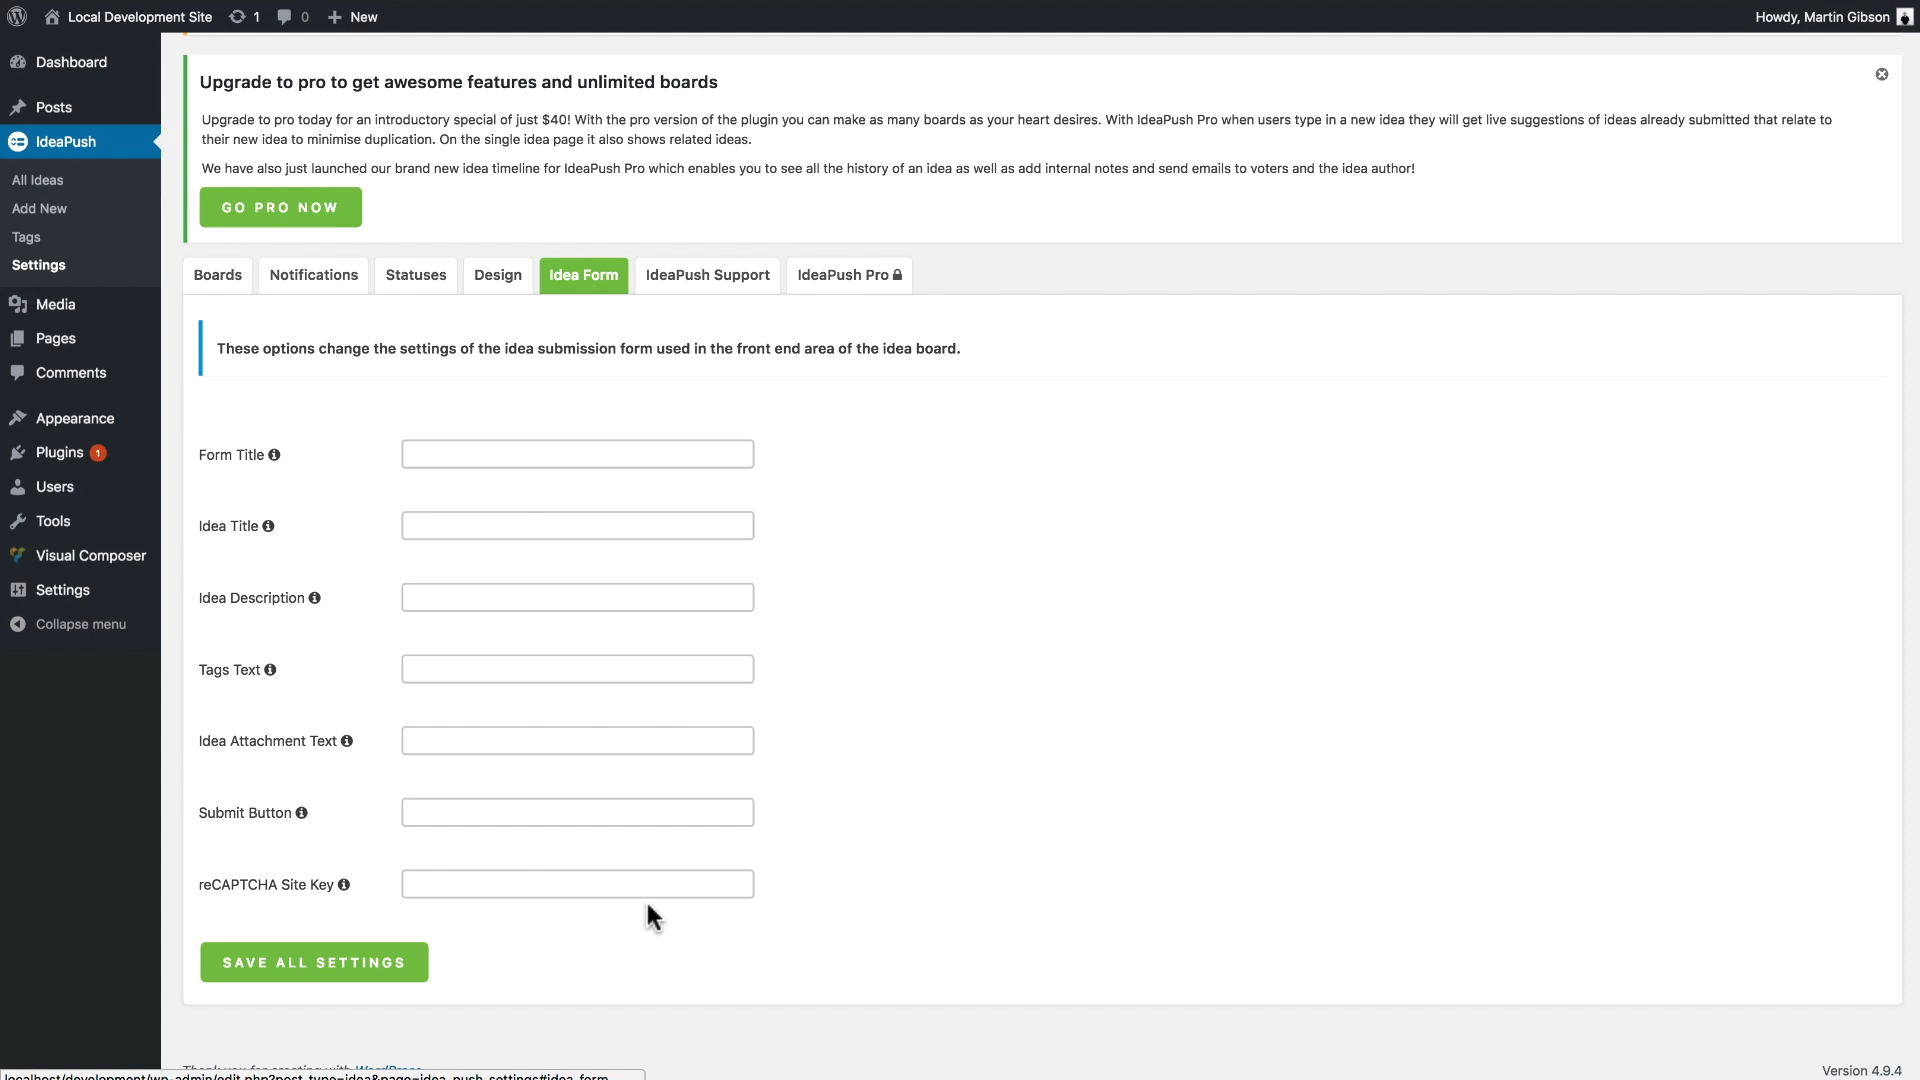 Local Development Site 1 0 New
Howdy, Martin Gibson
Dashboard
Posts
IdeaPush
All Ideas
Add New
Tags
Settings
Media
Pages
Comments
Appearance
Plugins 1
Users
Tools
Visual Composer
Settings
Collapse menu
Upgrade to pro to get awesome features and unlimited boards
Upgrade to pro today for an introductory special of just $40! With the pro version of the plugin you can make as many boards as your heart desires. With IdeaPush Pro when users type in a new idea they will get live suggestions of ideas already submitted that relate to
their new idea to minimise duplication. On the single idea page it also shows related ideas.
We have also just launched our brand new idea timeline for IdeaPush Pro which enables you to see all the history of an idea as well as add internal notes and send emails to voters and the idea author!
GO PRO NOW
Boards Notifications Statuses Design Idea Form IdeaPush Support IdeaPush Pro
These options change the settings of the idea submission form used in the front end area of the idea board.
Form Title
Idea Title
Idea Description
Tags Text
Idea Attachment Text
Submit Button
reCAPTCHA Site Key
SAVE ALL SETTINGS
Thank you for creating with WordPress
Version 4.9.4
localhost/development/wp-admin/edit.php?post_type=idea&page=idea_push_settings#idea_form